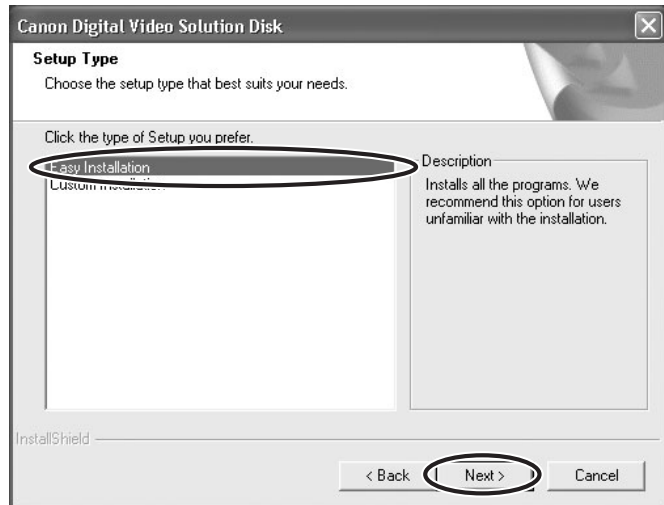 Canon Digital Video Solution Disk
Setup Type
Choose the setup type that best suits your needs.
Click the type of Setup you prefer.
Easy Installation
Custom Installation
Description
Installs all the programs. We
recommend this option for users
unfamiliar with the installation.
InstallShield
< Back
Next >
Cancel